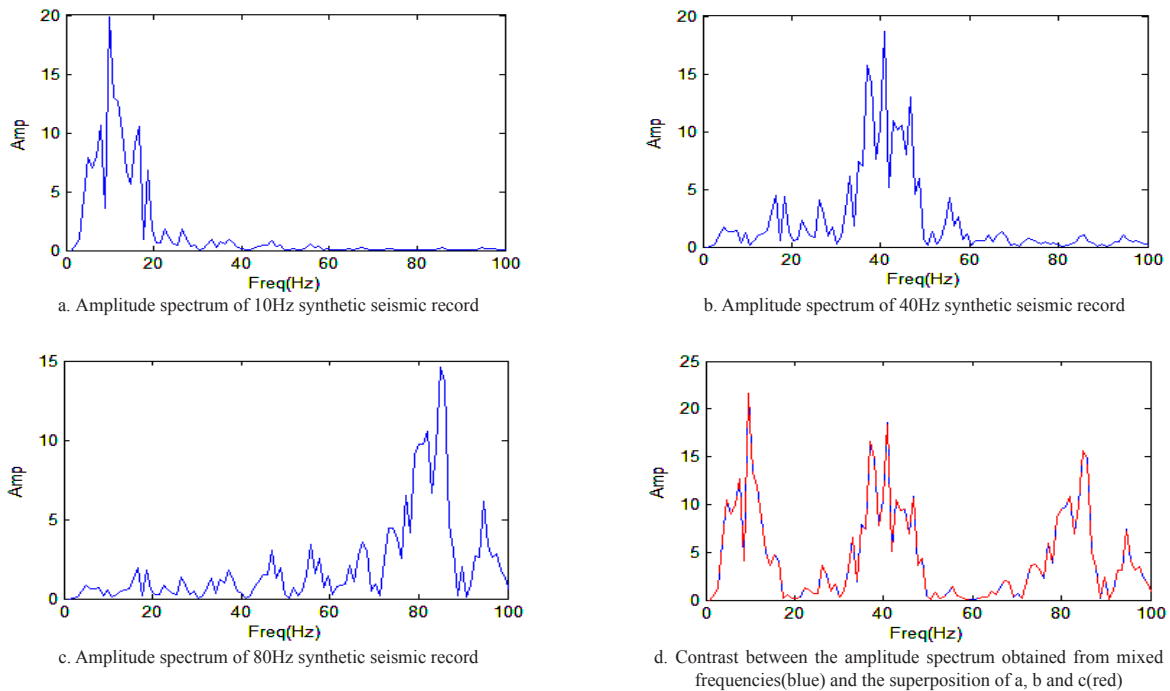 20
15
10
5
0
Amp
0 20 40 60 80 100
Freq(Hz)
a. Amplitude spectrum of 10Hz synthetic seismic record
20
15
10
5
0
Amp
0 20 40 60 80 100
Freq(Hz)
b. Amplitude spectrum of 40Hz synthetic seismic record
15
10
5
0
Amp
0 20 40 60 80 100
Freq(Hz)
c. Amplitude spectrum of 80Hz synthetic seismic record
25
20
15
10
5
0
Amp
0 20 40 60 80 100
Freq(Hz)
d. Contrast between the amplitude spectrum obtained from mixed
frequencies(blue) and the superposition of a, b and c(red)